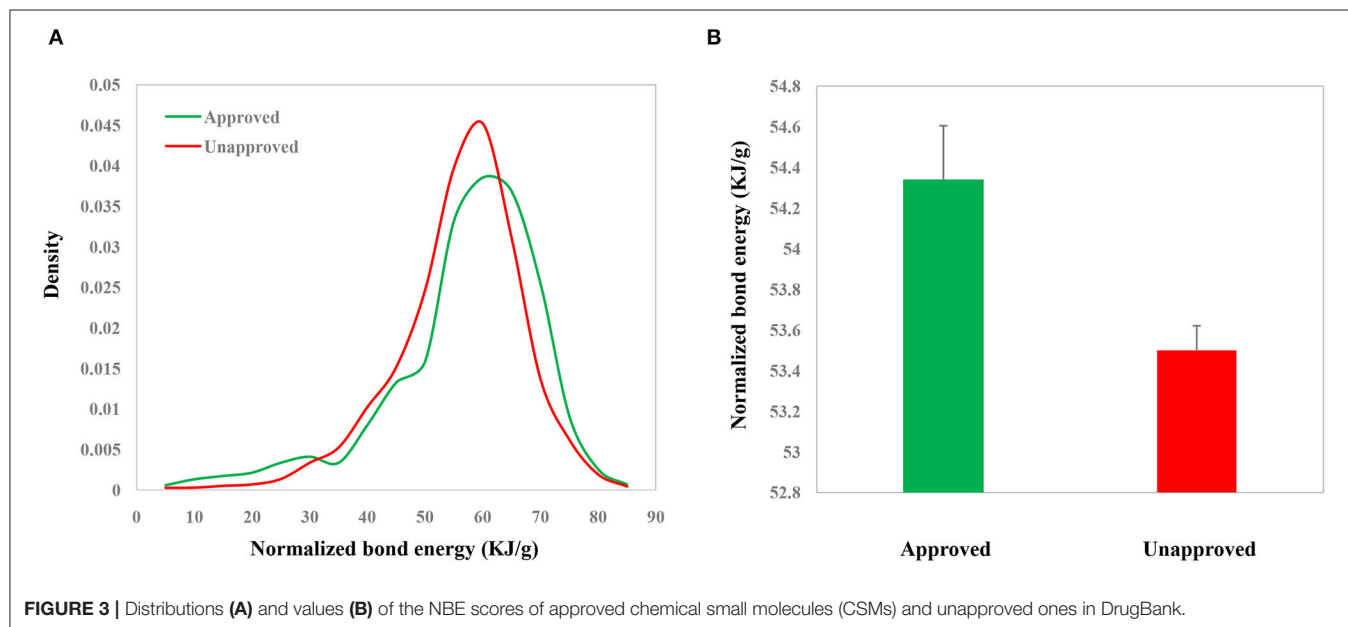 A
0.05
0.045
0.04
0.035
0.03
0.025
0.02
0.015
0.01
0.005
0
Density
Approved
Unapproved
0 10 20 30 40 50 60 70 80 90
Normalized bond energy (KJ/g)
B
54.8
54.6
54.4
54.2
54
53.8
53.6
53.4
53.2
53
52.8
Normalized bond energy (KJ/g)
Approved Unapproved
FIGURE 3 | Distributions (A) and values (B) of the NBE scores of approved chemical small molecules (CSMs) and unapproved ones in DrugBank.